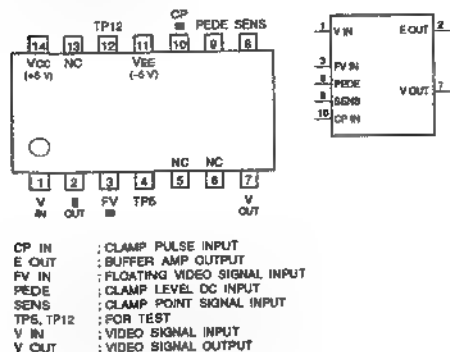 TP12 CP IN PEDE SENS
14 13 12 11 10 9 8
VCC NC VEE
(+5 V) (-5 V)
NC NC
1 2 3 4 5 6 7
V IN E OUT FV IN TP5 V OUT
1 V IN E OUT 2
3 FV IN
PEDE V OUT 7
SENS
10 CP IN
CP IN ; CLAMP PULSE INPUT
E OUT ; BUFFER AMP OUTPUT
FV IN ; FLOATING VIDEO SIGNAL INPUT
PEDE ; CLAMP LEVEL DC INPUT
SENS ; CLAMP POINT SIGNAL INPUT
TP5, TP12 ; FOR TEST
V IN ; VIDEO SIGNAL INPUT
V OUT ; VIDEO SIGNAL OUTPUT